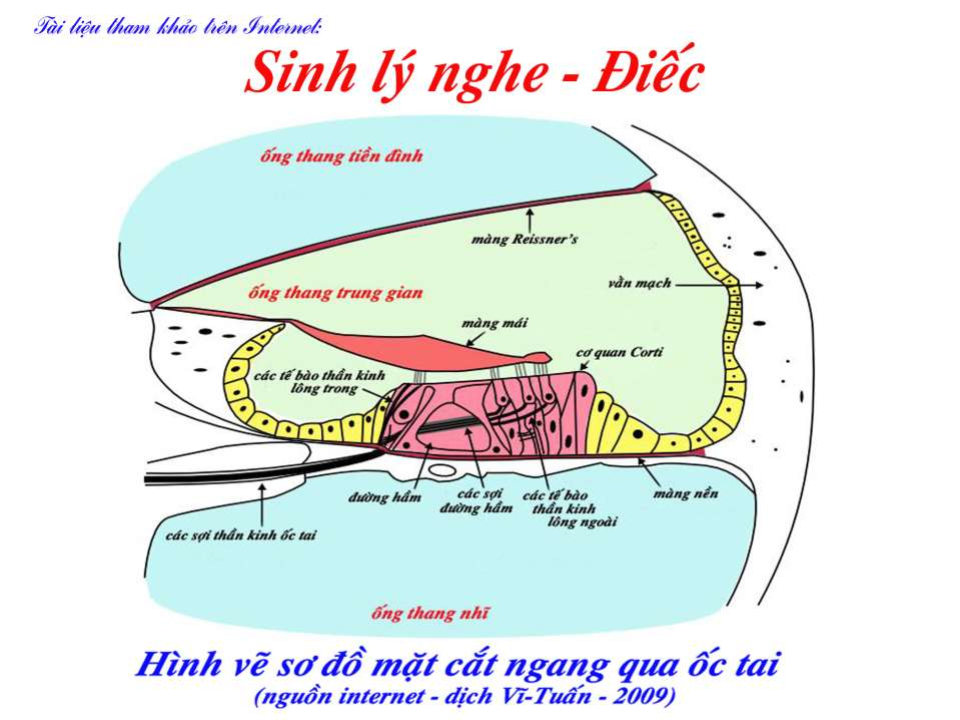 Tài liệu tham khảo trên Internet:
Sinh lý nghe - Điếc
ống thang tiền đình
màng Reissner's
vằn mạch
ống thang trung gian
màng mái
cơ quan Corti
các tế bào thần kinh
lông trong
đường hầm
các sợi
đường hầm
các tế bào
thần kinh
lông ngoài
màng nền
các sợi thần kinh ốc tai
ống thang nhĩ
Hình vẽ sơ đồ mặt cắt ngang qua ốc tai
(nguồn internet - dịch Vĩ-Tuấn - 2009)